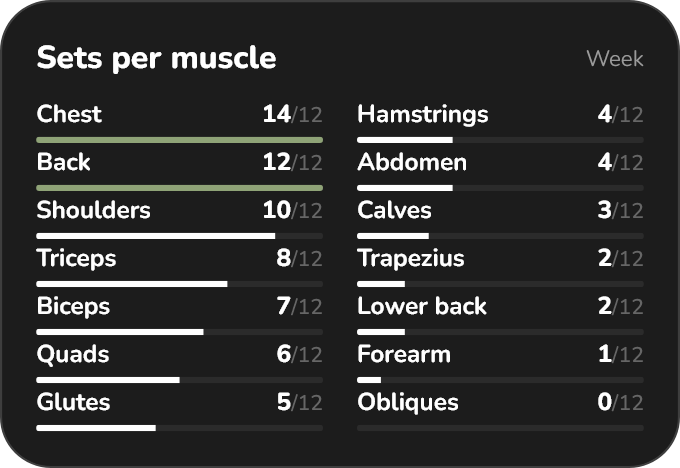 Sets per muscle
Week
Chest 14/12
Back 12/12
Shoulders 10/12
Triceps 8/12
Biceps 7/12
Quads 6/12
Glutes 5/12
Hamstrings 4/12
Abdomen 4/12
Calves 3/12
Trapezius 2/12
Lower back 2/12
Forearm 1/12
Obliques 0/12